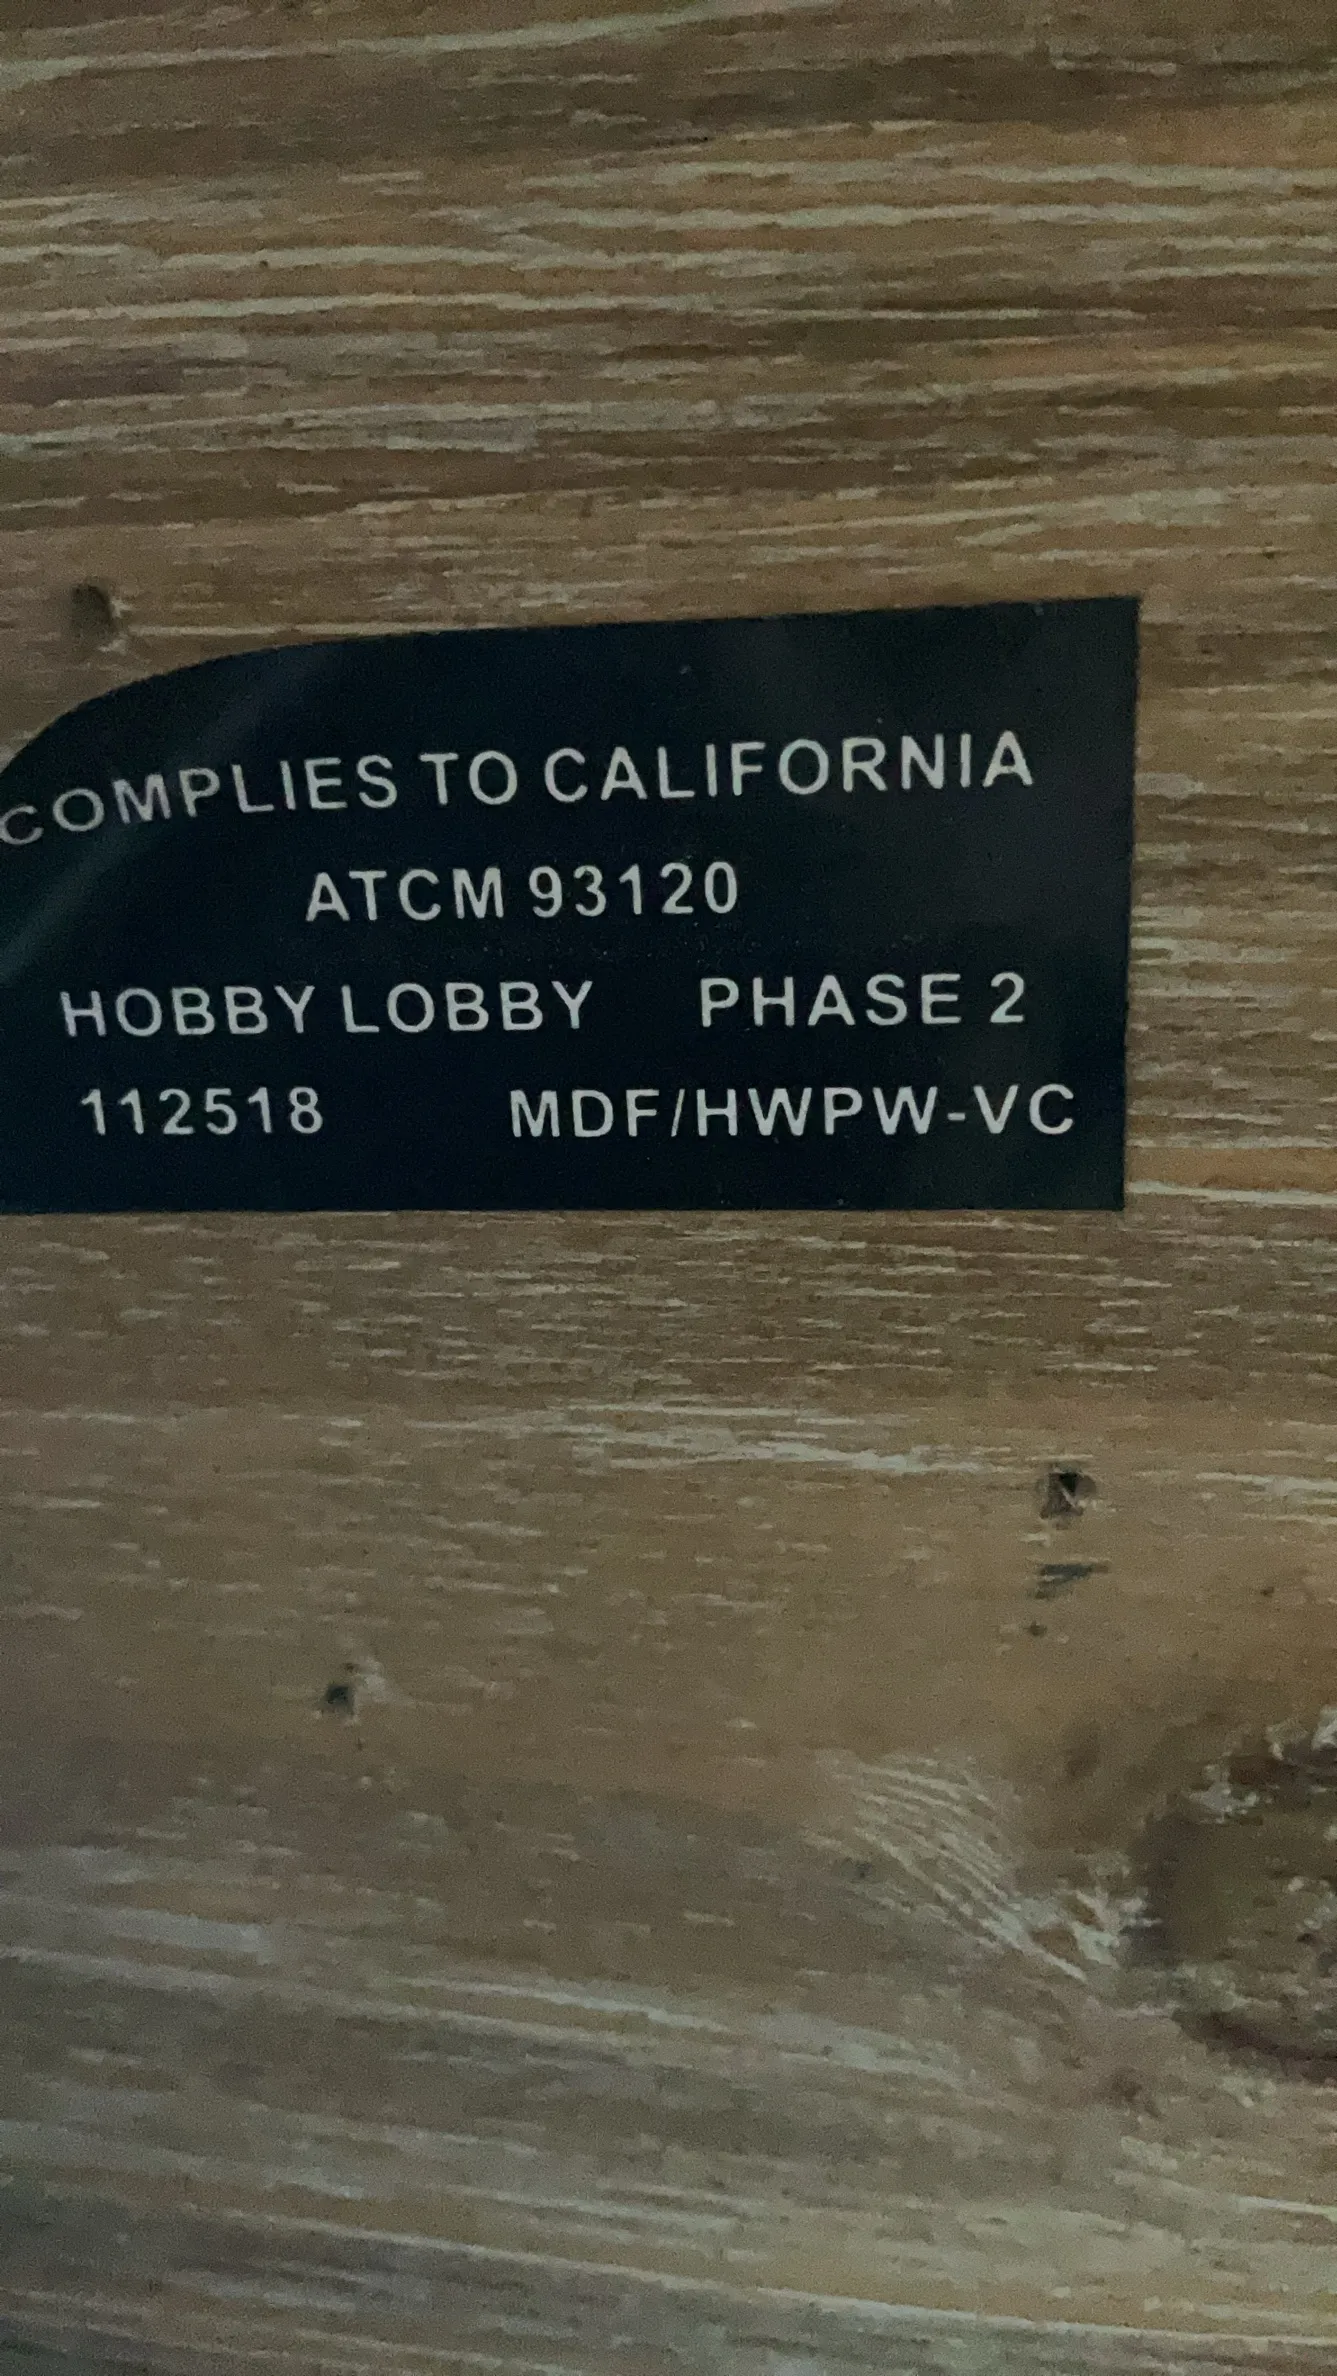 COMPLIES TO CALIFORNIA
ATCM 93120
HOBBY LOBBY PHASE 2
112518 MDF/HWPW-VC